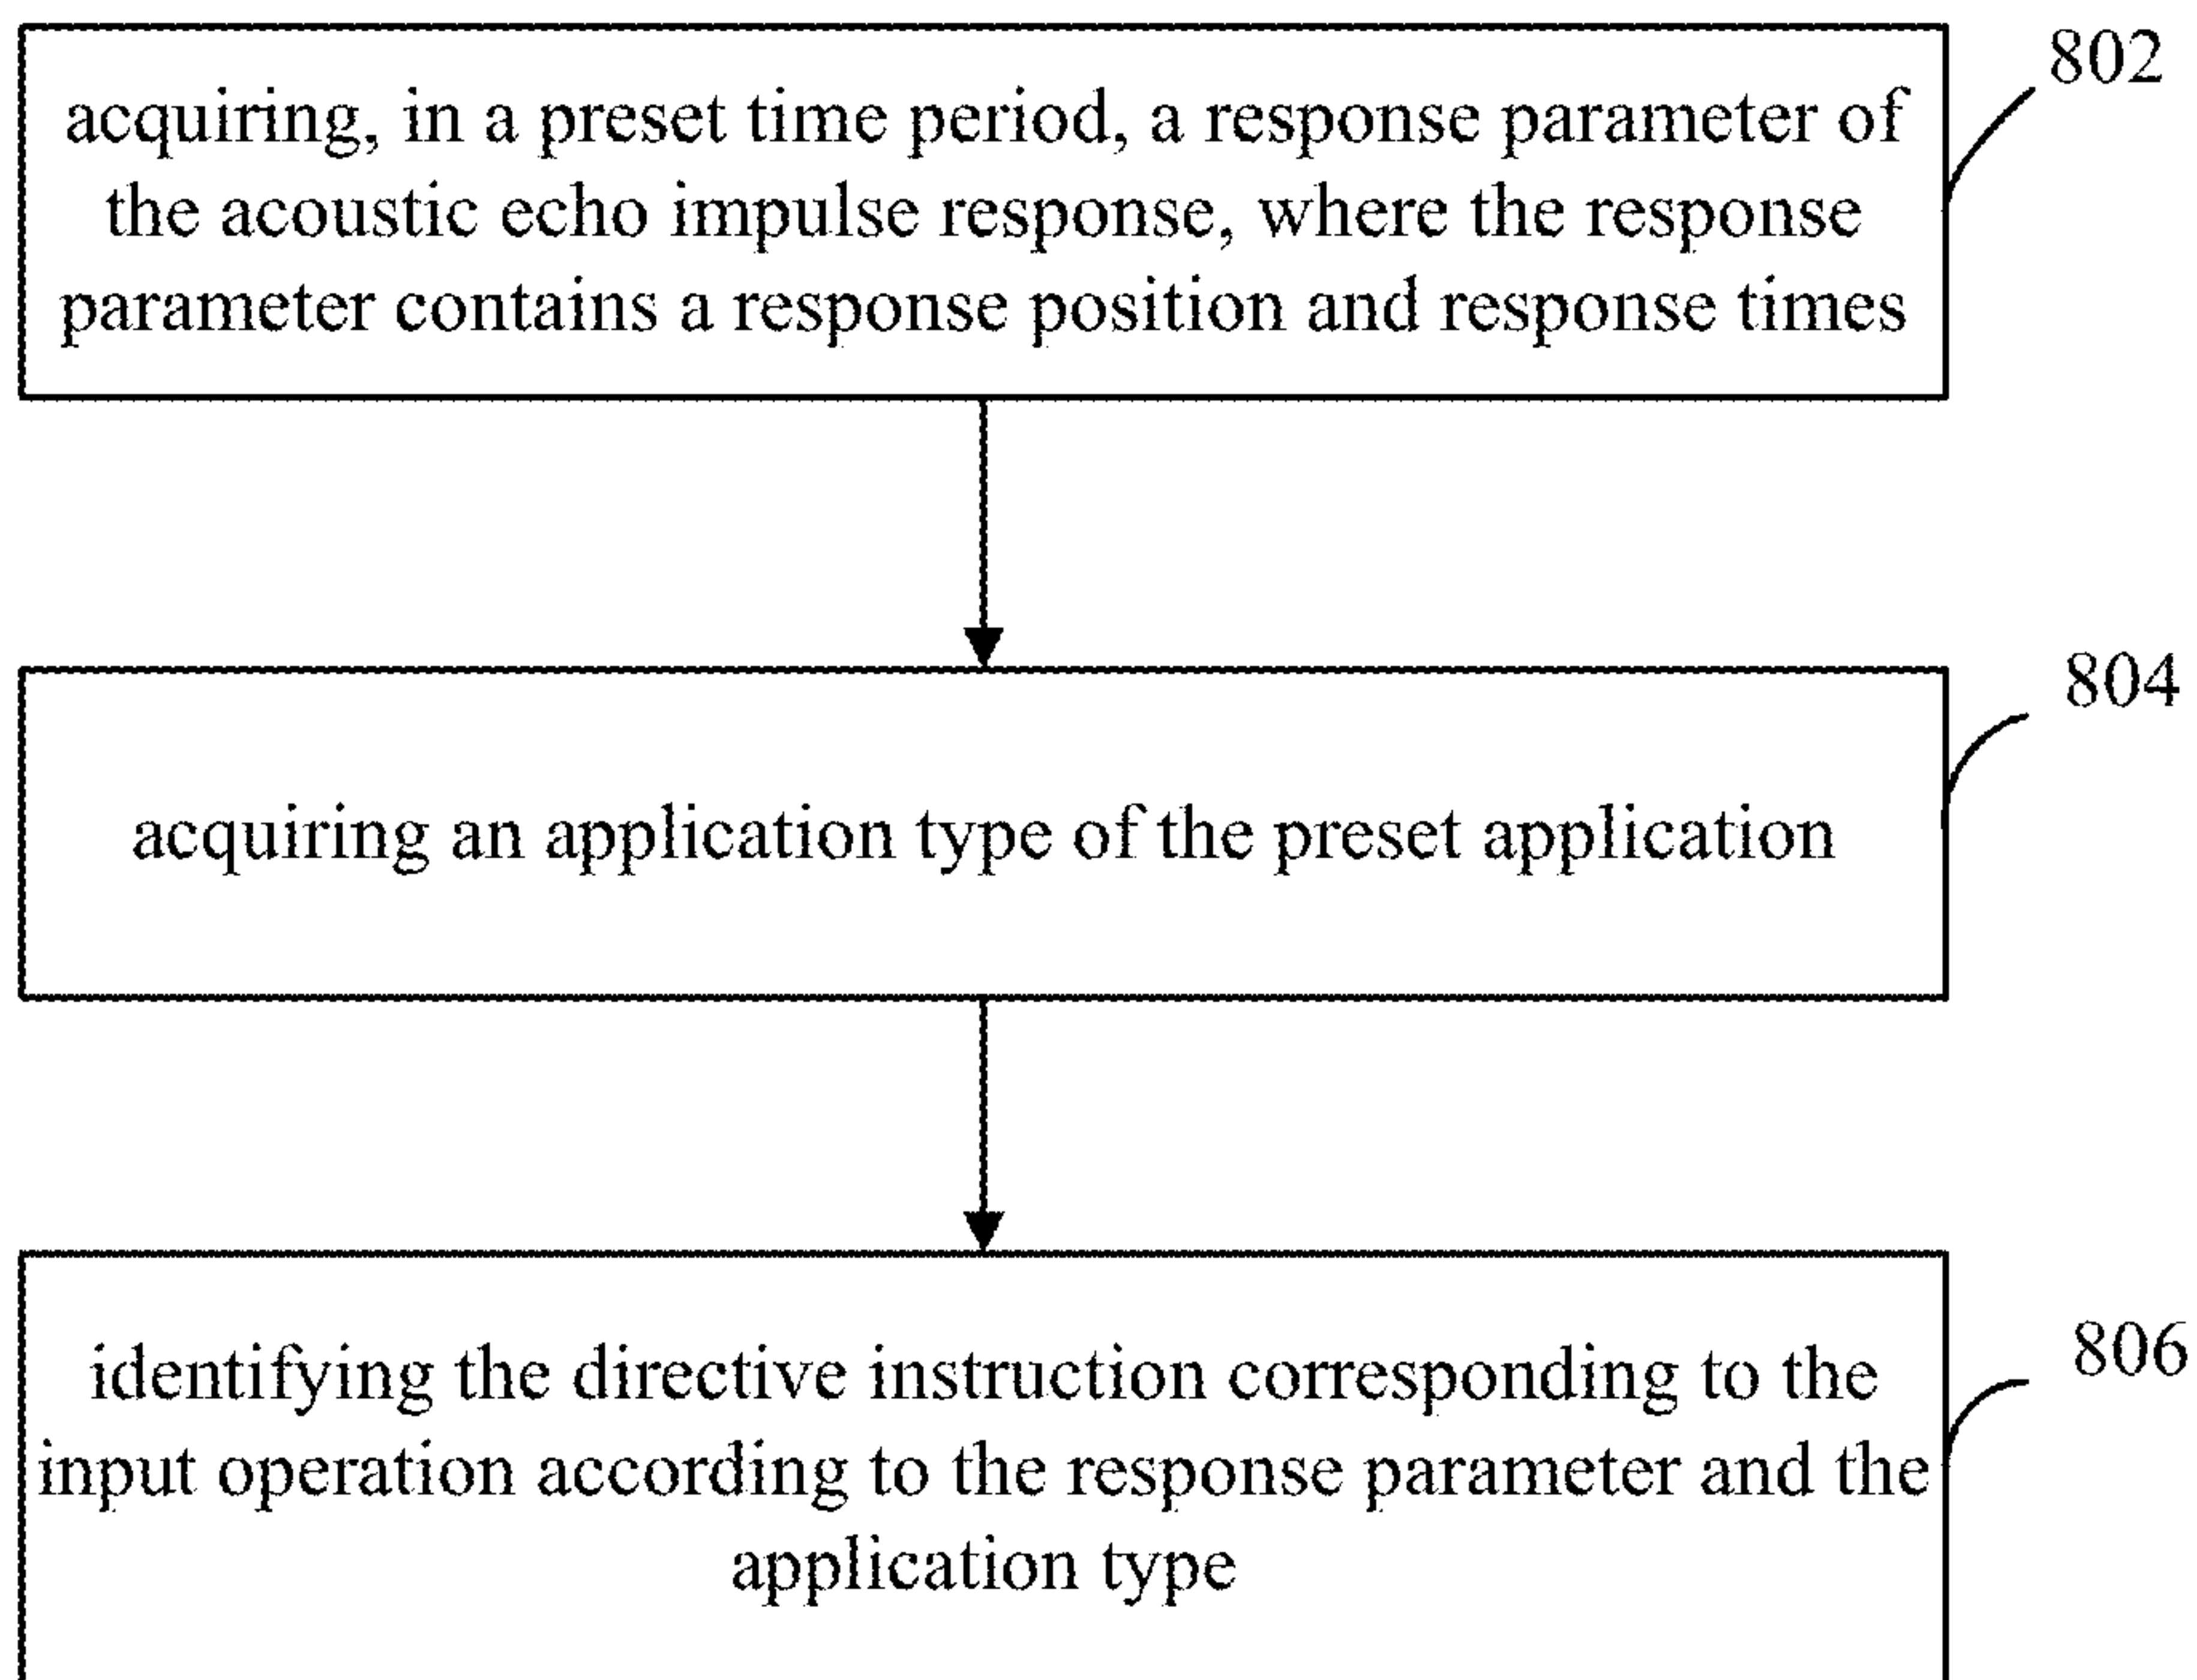 802
acquiring, in a preset time period, a response parameter of
the acoustic echo impulse response, where the response
parameter contains a response position and response times
804
acquiring an application type of the preset application
806
identifying the directive instruction corresponding to the
input operation according to the response parameter and the
application type